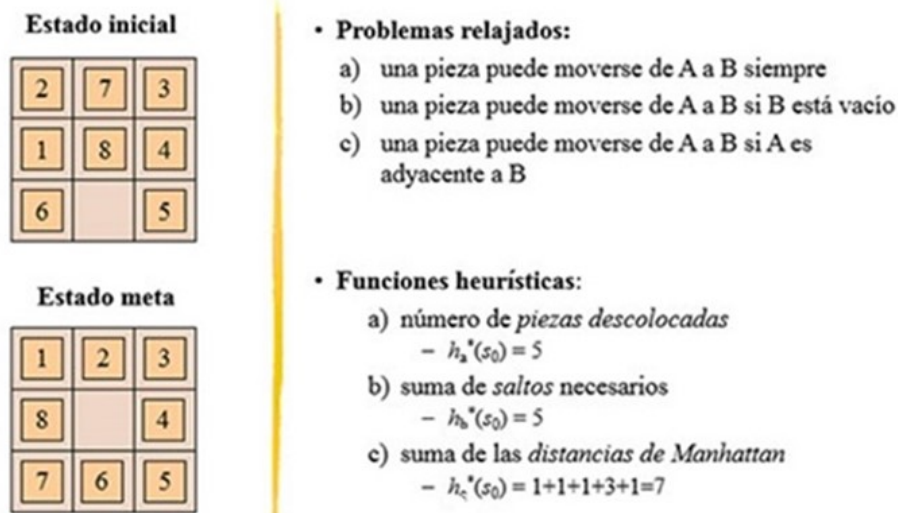 Estado inicial
2 7 3
1 8 4
6 5
Estado meta
1 2 3
8 4
7 6 5
• Problemas relajados:
a) una pieza puede moverse de A a B siempre
b) una pieza puede moverse de A a B si B está vacío
c) una pieza puede moverse de A a B si A es
adyacente a B
• Funciones heurísticas:
a) número de piezas descolocadas
– hₐ*(s₀) = 5
b) suma de saltos necesarios
– h_b*(s₀) = 5
c) suma de las distancias de Manhattan
– h_c*(s₀) = 1+1+1+3+1=7